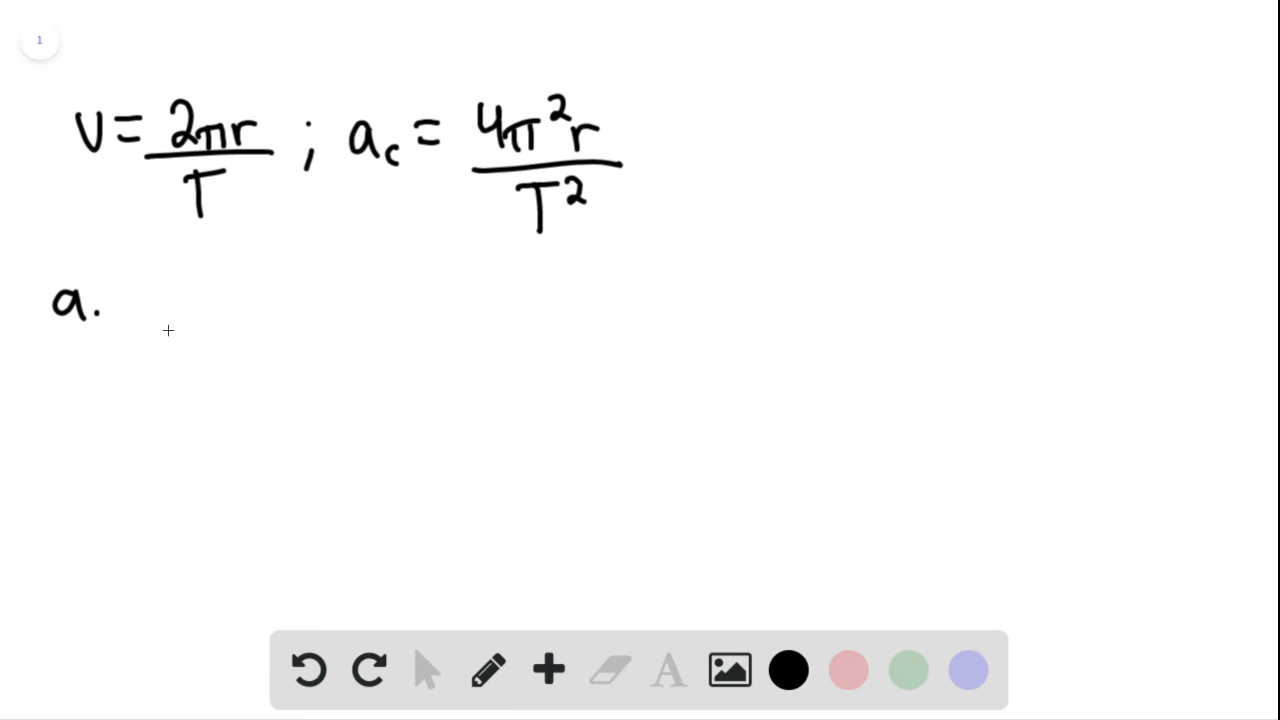 1
v = 2πr / T ; a_c = 4π²r / T²
a.
A